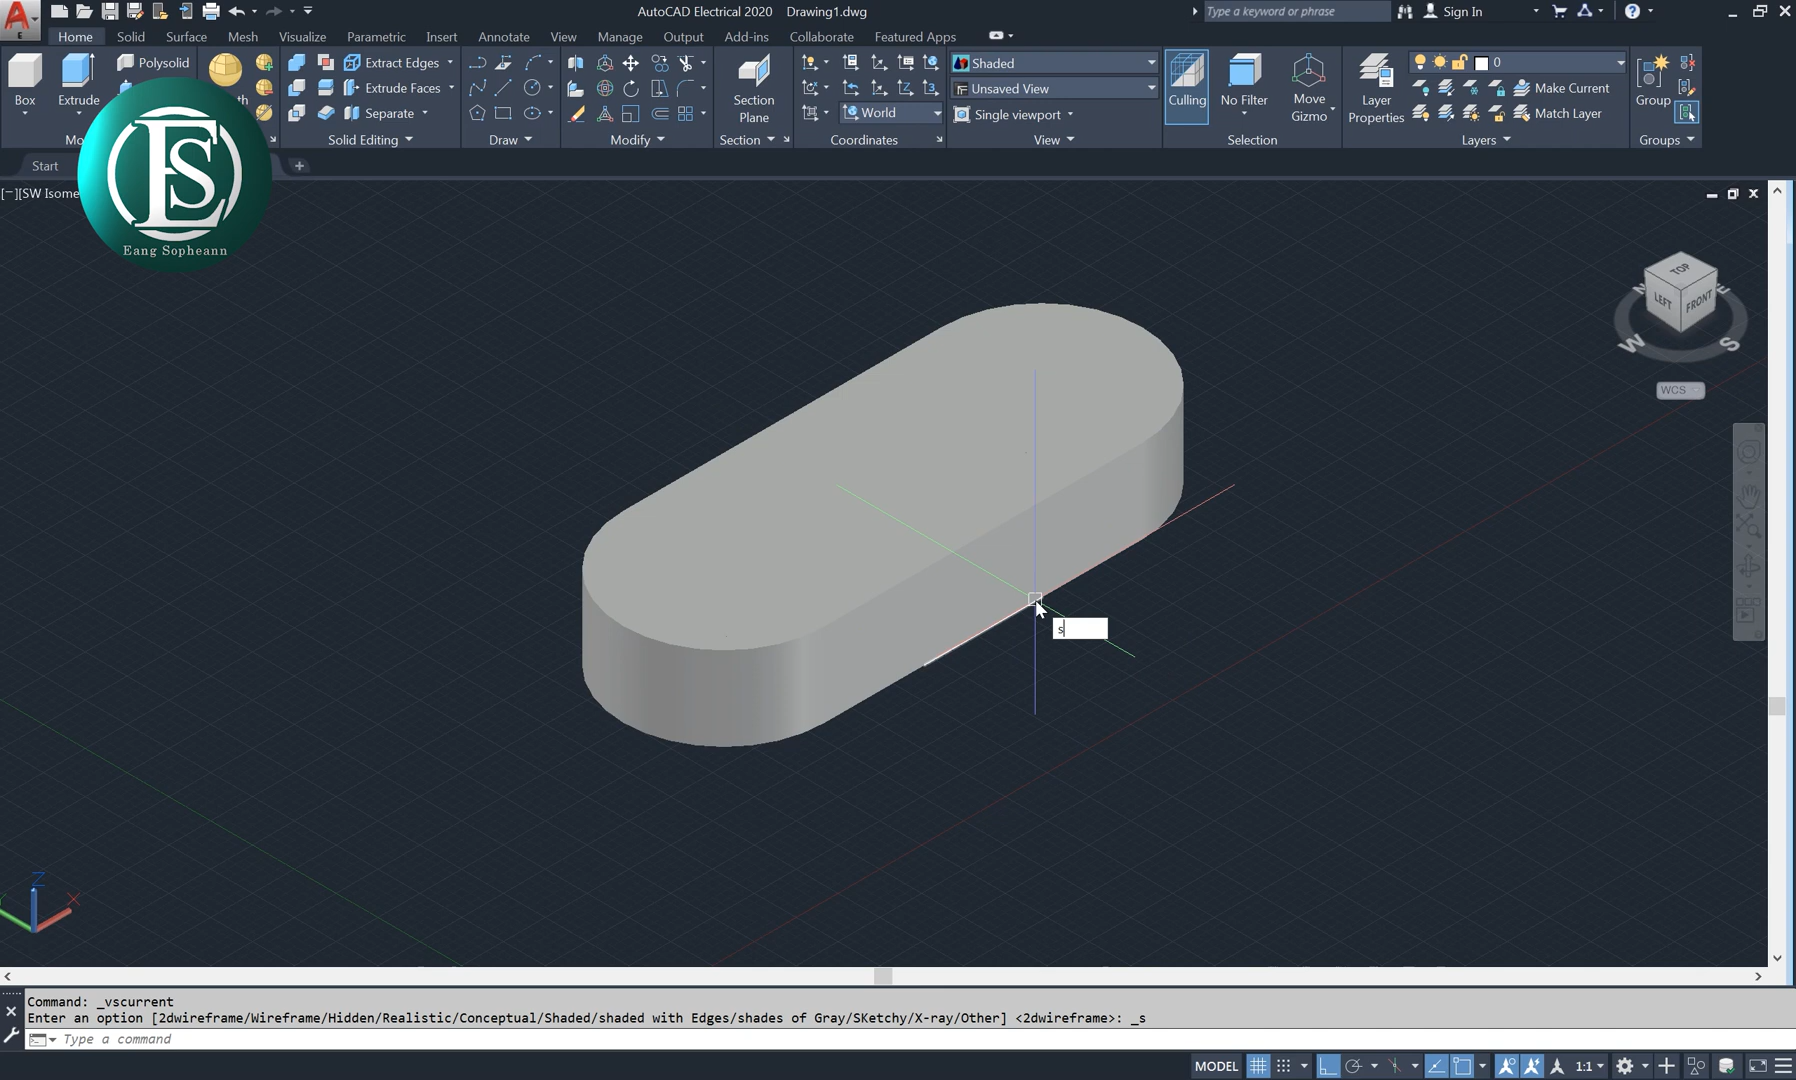 AutoCAD Electrical 2020 Drawing1.dwg
Type a keyword or phrase
Sign In
Home Solid Surface Mesh Visualize Parametric Insert Annotate View Manage Output Add-ins Collaborate Featured Apps
Box
Extrude
Polysolid
Extract Edges
Extrude Faces
Separate
Solid Editing
Draw
Modify
Section Plane
Section
World
Coordinates
Shaded
Unsaved View
Single viewport
View
Culling
No Filter
Move Gizmo
Selection
Layer Properties
0
Make Current
Match Layer
Layers
Group
Groups
Start
[−][SW Isome
ES
Eang Sopheann
TOP
LEFT
FRONT
W
S
WCS
s
Z
X
Command: _vscurrent
Enter an option [2dwireframe/Wireframe/Hidden/Realistic/Conceptual/Shaded/shaded with Edges/shades of Gray/SKetchy/X-ray/Other] <2dwireframe>: _s
Type a command
MODEL
1:1